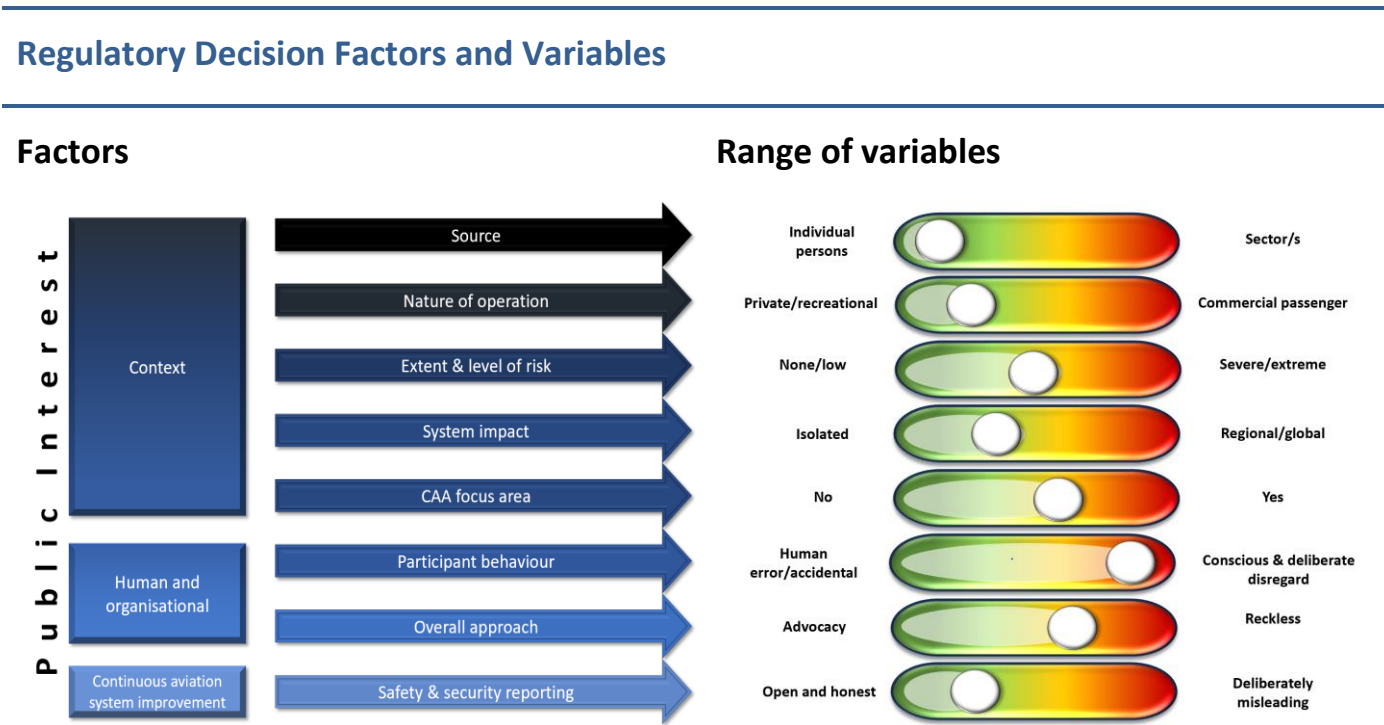 Regulatory Decision Factors and Variables
Factors
Range of variables
Public Interest
Context
Source
Individual
persons
Sector/s
Nature of operation
Private/recreational
Commercial passenger
Extent & level of risk
None/low
Severe/extreme
System impact
Isolated
Regional/global
CAA focus area
No
Yes
Human and
organisational
Participant behaviour
Human
error/accidental
Conscious & deliberate
disregard
Overall approach
Advocacy
Reckless
Continuous aviation
system improvement
Safety & security reporting
Open and honest
Deliberately
misleading